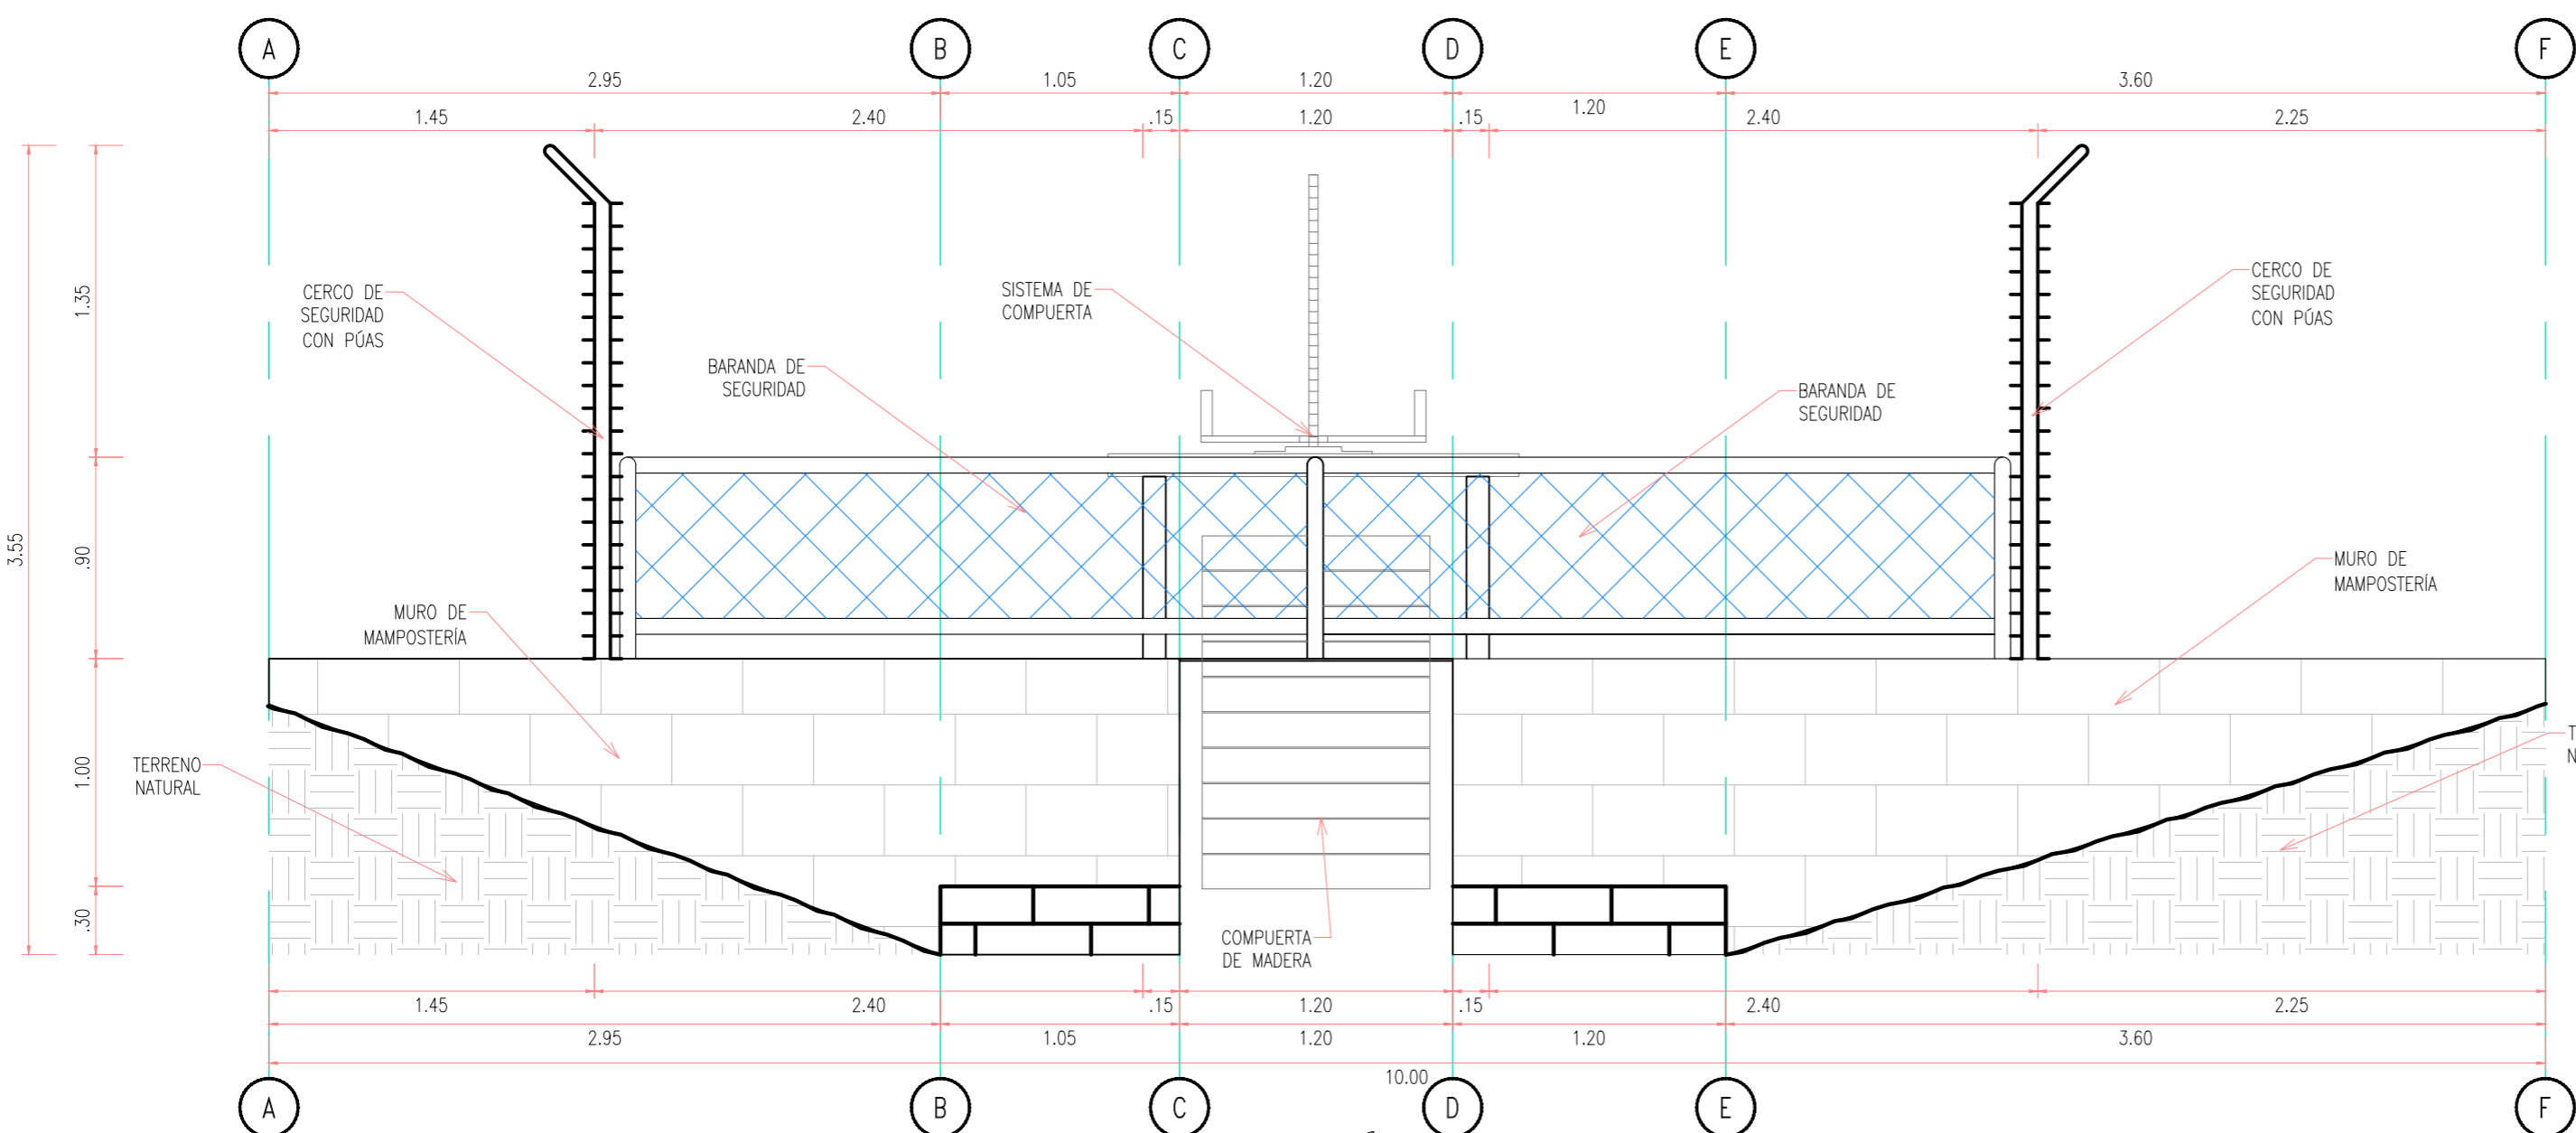 A B C D E F
2.95 1.05 1.20 3.60
1.20
1.45 2.40 .15 1.20 .15 2.40 2.25
3.55
1.35
.90
1.00
.30
CERCO DE
SEGURIDAD
CON PÚAS
SISTEMA DE
COMPUERTA
CERCO DE
SEGURIDAD
CON PÚAS
BARANDA DE
SEGURIDAD
BARANDA DE
SEGURIDAD
MURO DE
MAMPOSTERÍA
MURO DE
MAMPOSTERÍA
TERRENO
NATURAL
T
N
COMPUERTA
DE MADERA
1.45 2.40 .15 1.20 .15 2.40 2.25
2.95 1.05 1.20 1.20 3.60
10.00
A B C D E F